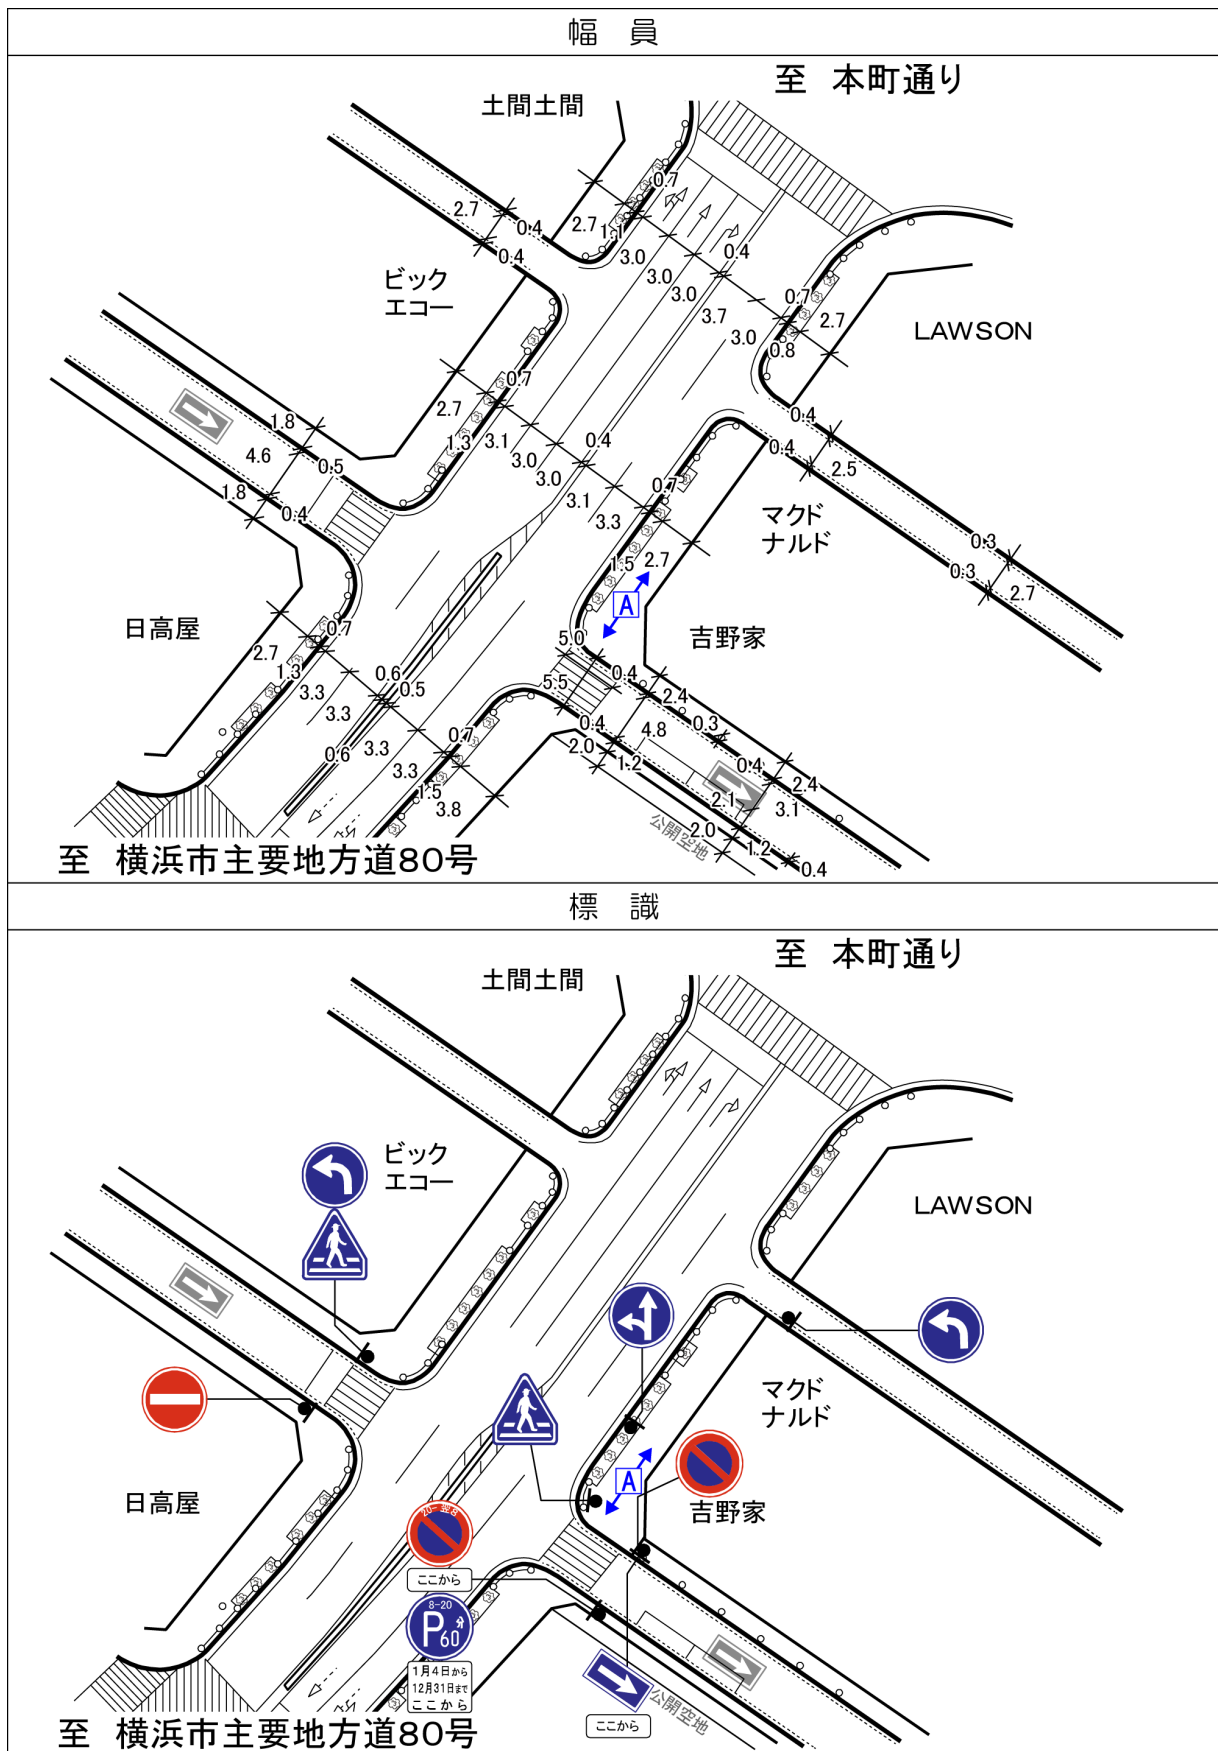 幅 員
至 本町通り
土間土間
0.7
2.7
0.4
2.7
1.1
0.4
3.0
0.4
3.0
ビック
エコー
3.0
0.7
3.7
2.7
3.0
LAWSON
0.8
0.7
2.7
0.4
1.8
1.3
3.1
0.4
0.4
4.6
3.0
0.5
3.0
2.5
1.8
0.7
3.1
0.4
3.3
マクド
ナルド
0.3
1.5
2.7
0.3
2.7
A
日高屋
0.7
5.0
吉野家
2.7
1.3
0.6
0.4
3.3
0.5
5.5
2.4
3.3
0.4
0.3
4.8
0.7
0.6
3.3
2.0
1.2
0.4
3.3
2.4
1.5
2.1
3.8
3.1
公開空地
2.0
1.2
0.4
至 横浜市主要地方道80号
標 識
至 本町通り
土間土間
ビック
エコー
LAWSON
マクド
ナルド
A
日高屋
吉野家
20-翌8
ここから
8-20
P60分
1月4日から
12月31日まで
ここから
公開空地
ここから
至 横浜市主要地方道80号